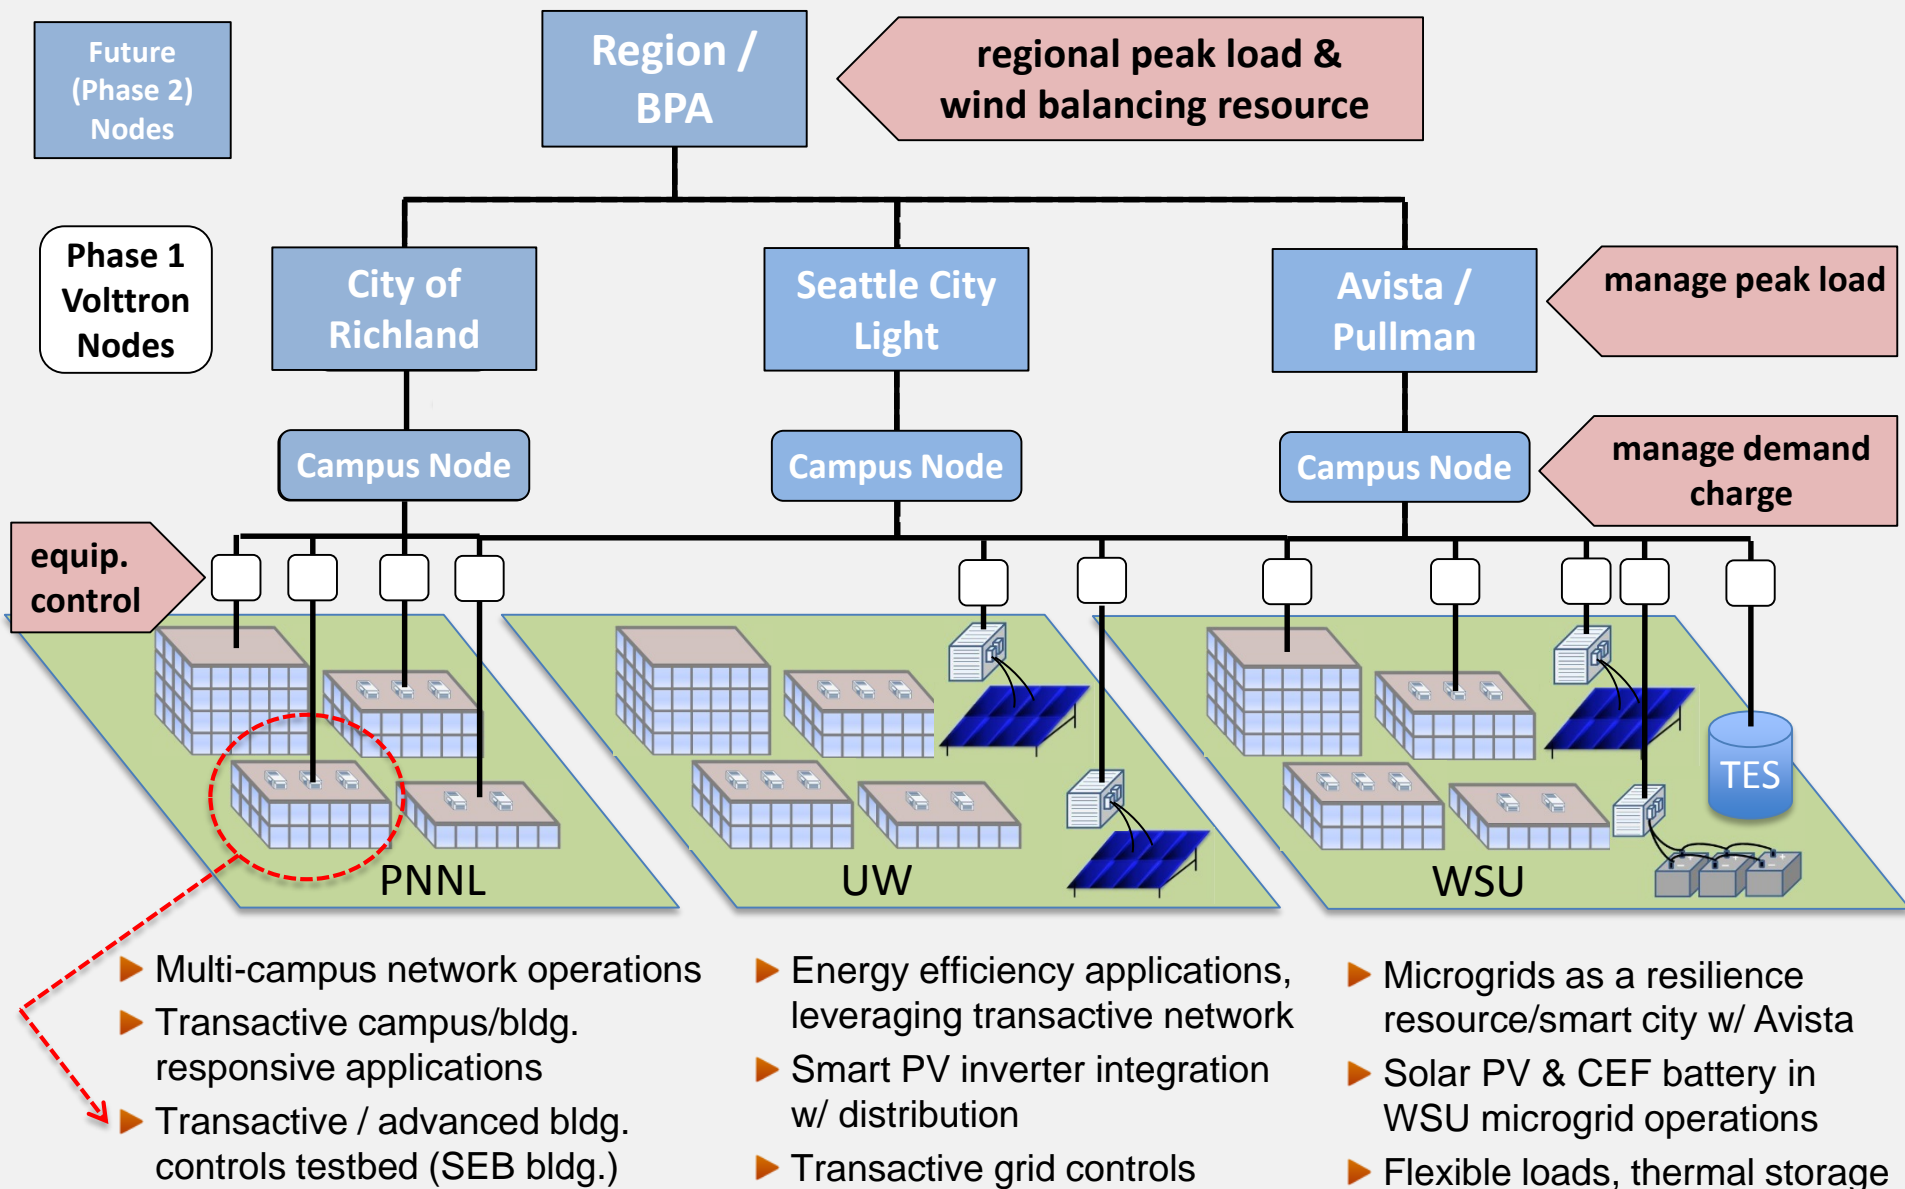 Future
(Phase 2)
Nodes
Region /
BPA
regional peak load &
wind balancing resource
Phase 1
Volttron
Nodes
City of
Richland
Seattle City
Light
Avista /
Pullman
manage peak load
Campus Node
Campus Node
Campus Node
manage demand
charge
equip.
control
TES
PNNL
UW
WSU
Multi-campus network operations
Transactive campus/bldg.
responsive applications
Transactive / advanced bldg.
controls testbed (SEB bldg.)
Energy efficiency applications,
leveraging transactive network
Smart PV inverter integration
w/ distribution
Transactive grid controls
Microgrids as a resilience
resource/smart city w/ Avista
Solar PV & CEF battery in
WSU microgrid operations
Flexible loads, thermal storage